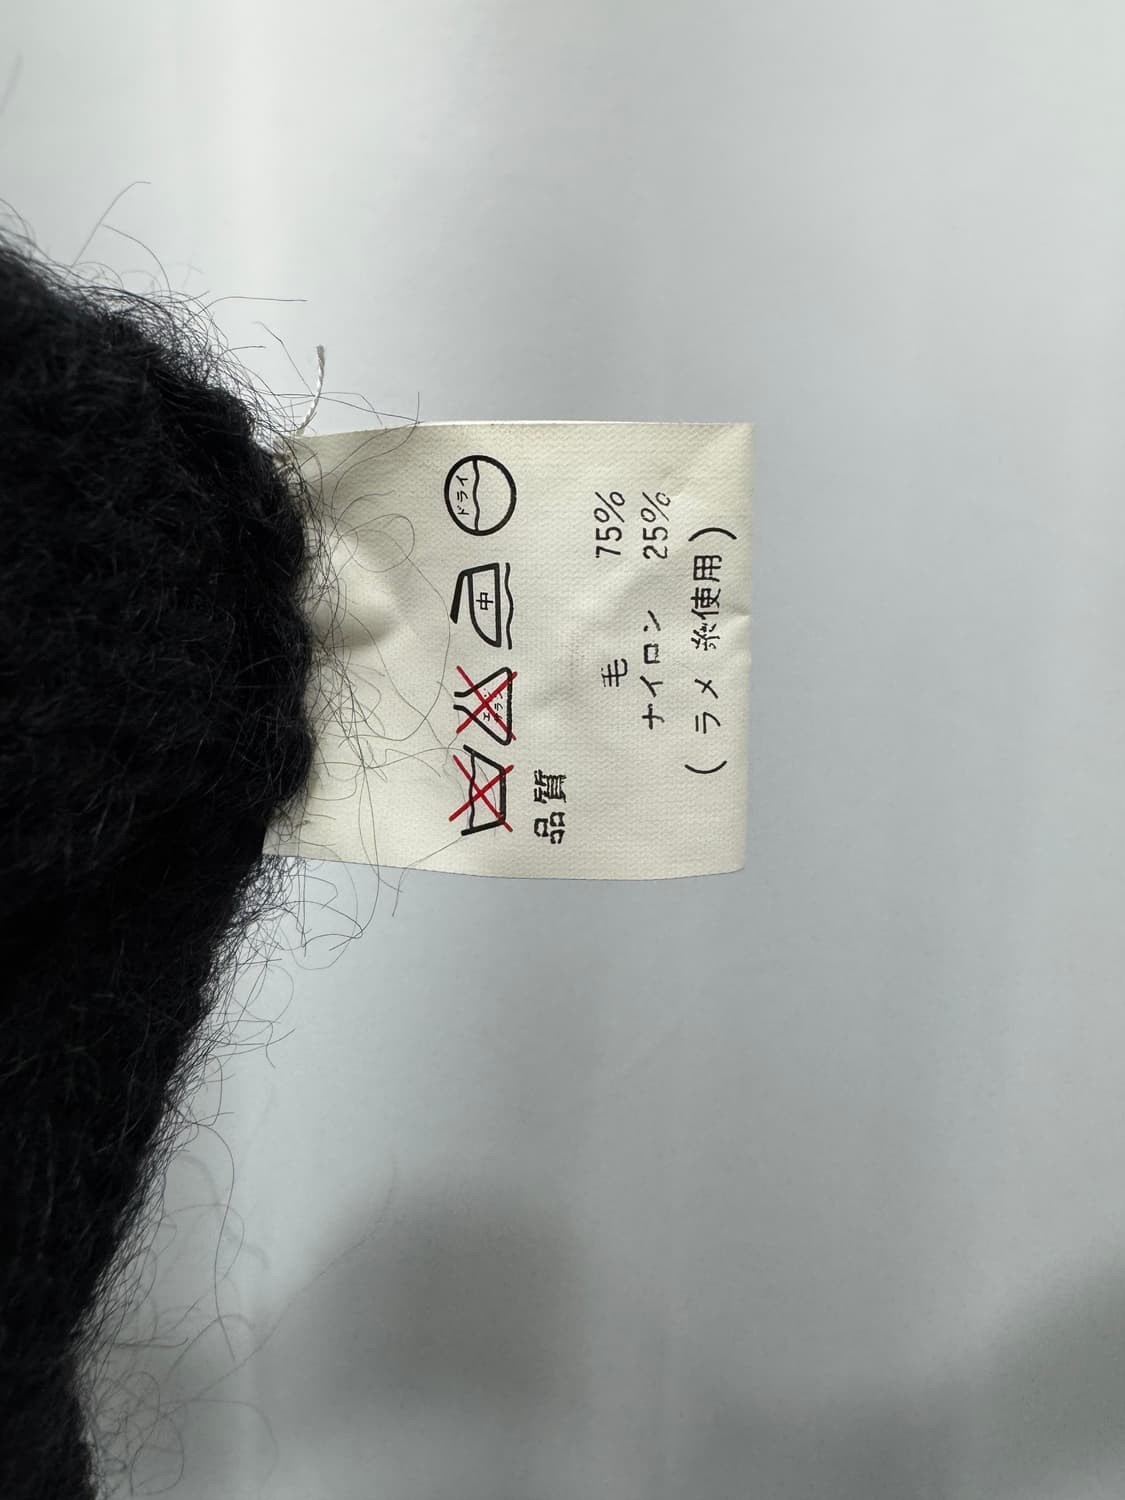 エンソ サラシ
中
ドライ
品質
毛 75%
ナイロン 25%
(ラメ糸使用)